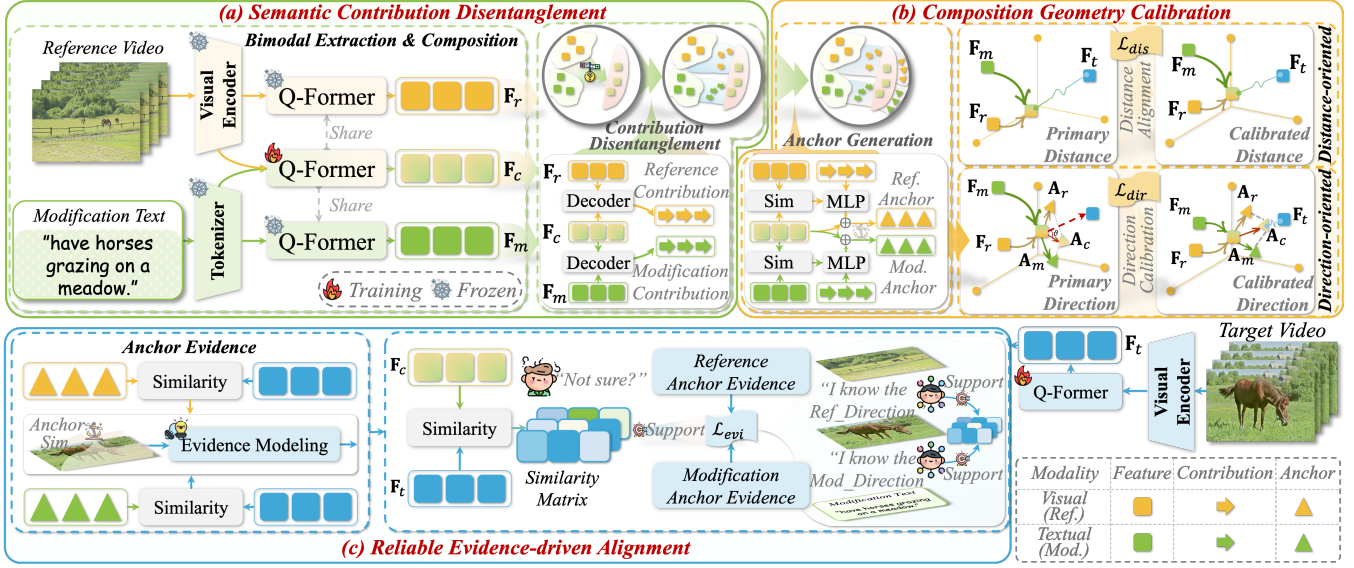 (a) Semantic Contribution Disentanglement
Reference Video
Bimodal Extraction & Composition
Visual
Encoder
Q-Former
F_r
Share
Q-Former
F_c
Share
Modification Text
"have horses
grazing on a
meadow."
Tokenizer
Q-Former
F_m
Training
Frozen
Contribution
Disentanglement
F_r
Reference
Contribution
Decoder
F_c
Decoder
Modification
Contribution
F_m
(b) Composition Geometry Calibration
Anchor Generation
Ref.
Anchor
Sim
MLP
Sim
MLP
Mod.
Anchor
F_m
F_r
F_t
Primary
Distance
L_dis
Distance
Alignment
F_m
F_r
F_t
Calibrated
Distance
Distance-oriented
F_m
F_r
A_r
θ
A_c
A_m
Primary
Direction
L_dir
Direction
Calibration
F_m
F_r
A_r
F_t
A_c
A_m
Calibrated
Direction
Direction-oriented
Anchor Evidence
Similarity
Anchor
Sim
Evidence Modeling
Similarity
F_c
"Not sure?"
Similarity
F_t
Similarity
Matrix
Support
Reference
Anchor Evidence
L_evi
Modification
Anchor Evidence
"I know the
Ref_Direction
Support
"I know the
Mod_Direction
Support
Modification Text
"have horses grazing
on a meadow."
(c) Reliable Evidence-driven Alignment
F_t
Q-Former
Visual
Encoder
Target Video
Modality Feature Contribution Anchor
Visual
(Ref.)
Textual
(Mod.)